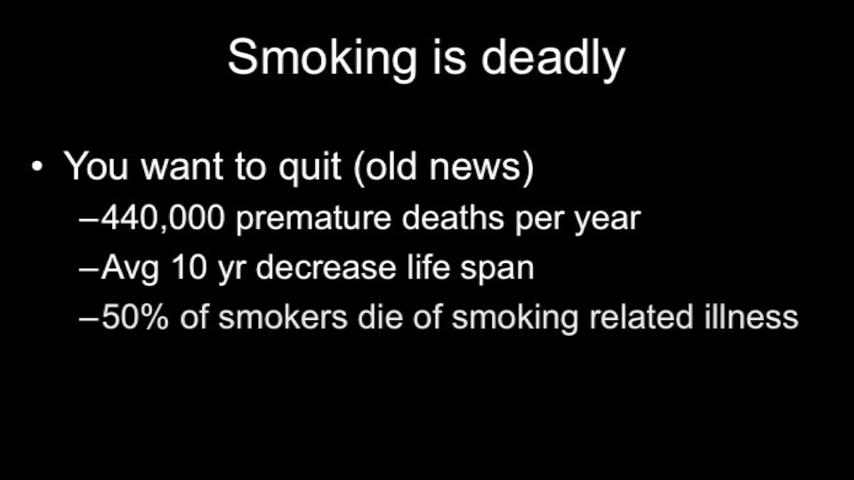 Smoking is deadly
• You want to quit (old news)
–440,000 premature deaths per year
–Avg 10 yr decrease life span
–50% of smokers die of smoking related illness